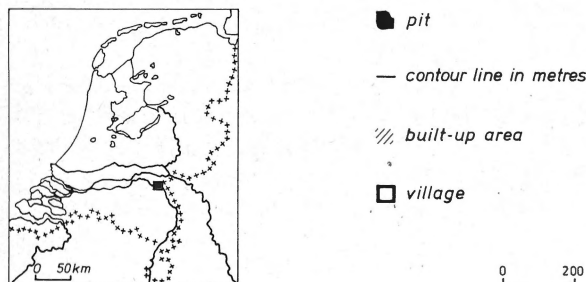 pit
contour line in metres
built-up area
village
0 50km
0 200